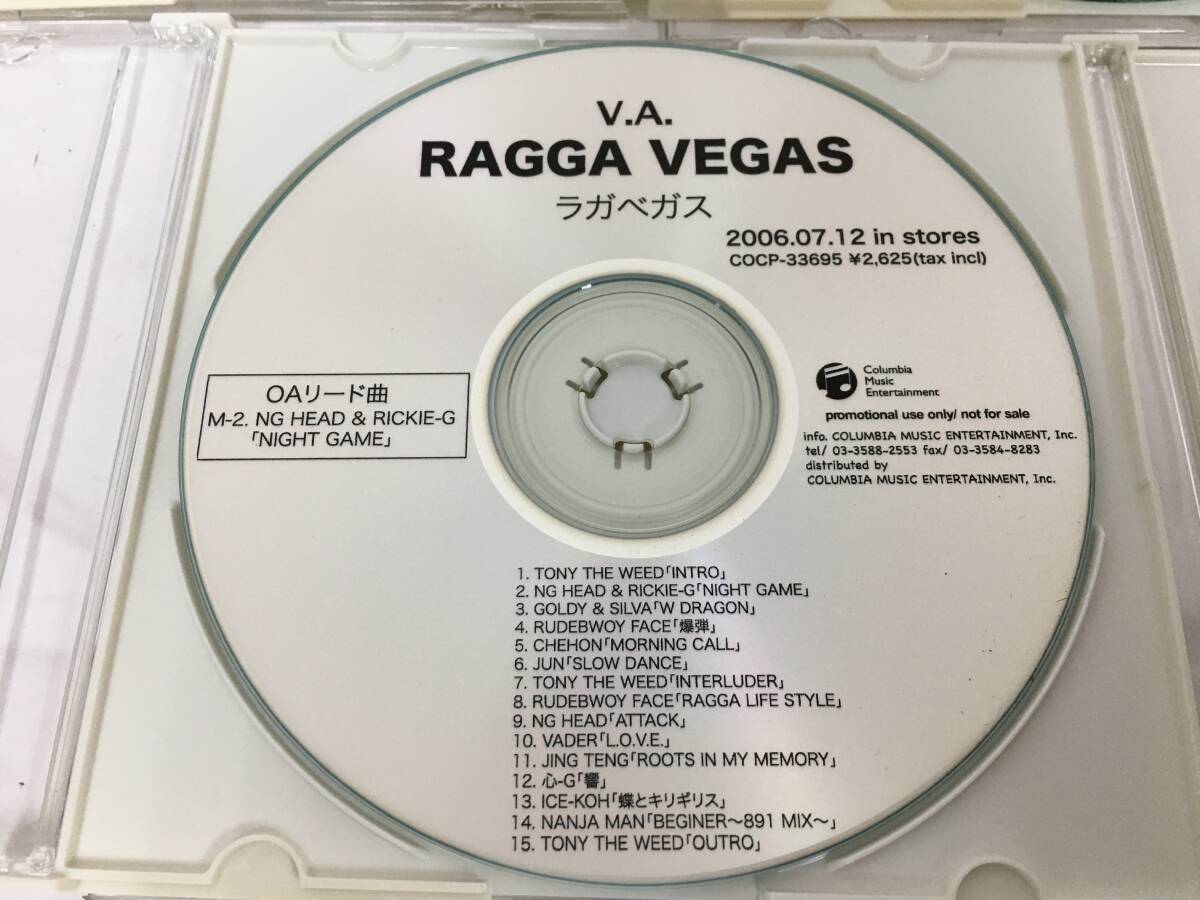 V.A.
RAGGA VEGAS
ラガベガス
2006.07.12 in stores
COCP-33695 ¥2,625(tax incl)
OAリード曲
M-2. NG HEAD & RICKIE-G
「NIGHT GAME」
Columbia
Music
Entertainment
promotional use only/ not for sale
info. COLUMBIA MUSIC ENTERTAINMENT, Inc.
tel/ 03-3588-2553 fax/ 03-3584-8283
distributed by
COLUMBIA MUSIC ENTERTAINMENT, Inc.
1. TONY THE WEED「INTRO」
2. NG HEAD & RICKIE-G「NIGHT GAME」
3. GOLDY & SILVA「W DRAGON」
4. RUDEBWOY FACE「爆弾」
5. CHEHON「MORNING CALL」
6. JUN「SLOW DANCE」
7. TONY THE WEED「INTERLUDER」
8. RUDEBWOY FACE「RAGGA LIFE STYLE」
9. NG HEAD「ATTACK」
10. VADER「L.O.V.E.」
11. JING TENG「ROOTS IN MY MEMORY」
12. 心-G「響」
13. ICE-KOH「蝶とキリギリス」
14. NANJA MAN「BEGINER〜891 MIX〜」
15. TONY THE WEED「OUTRO」